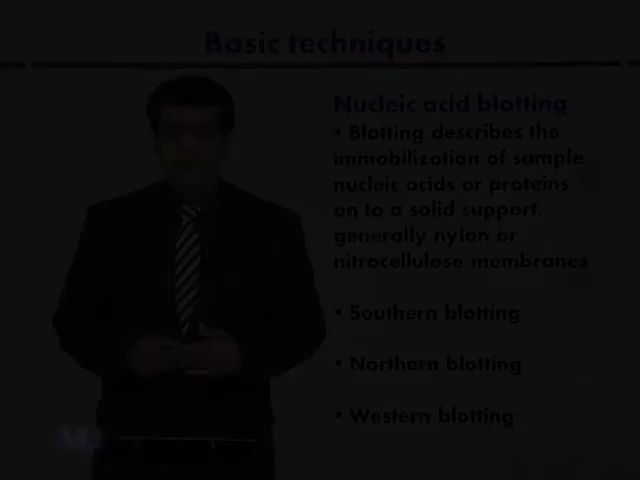 Basic techniques
Nucleic acid blotting
• Blotting describes the
immobilization of sample
nucleic acids or proteins
on to a solid support,
generally nylon or
nitrocellulose membranes
• Southern blotting
• Northern blotting
• Western blotting